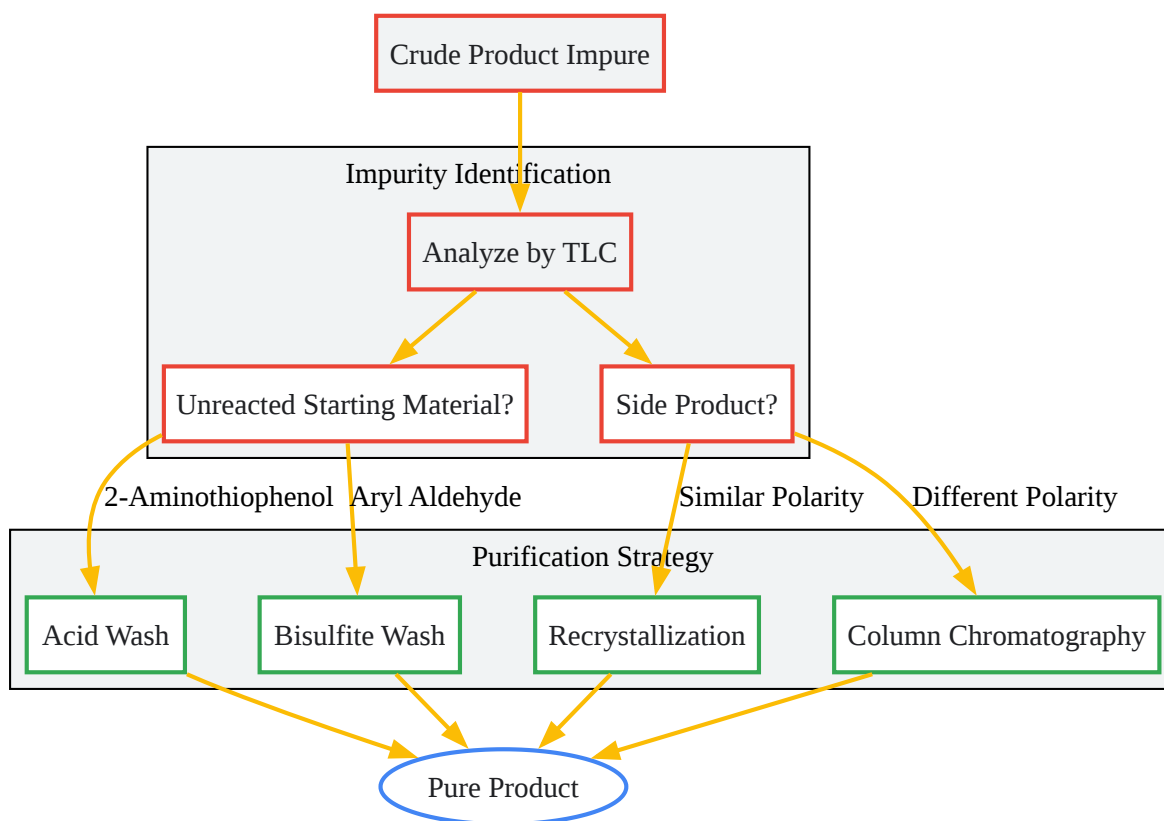 Crude Product Impure
Impurity Identification
Analyze by TLC
Unreacted Starting Material?
Side Product?
2-Aminothiophenol
Aryl Aldehyde
Similar Polarity
Different Polarity
Purification Strategy
Acid Wash
Bisulfite Wash
Recrystallization
Column Chromatography
Pure Product